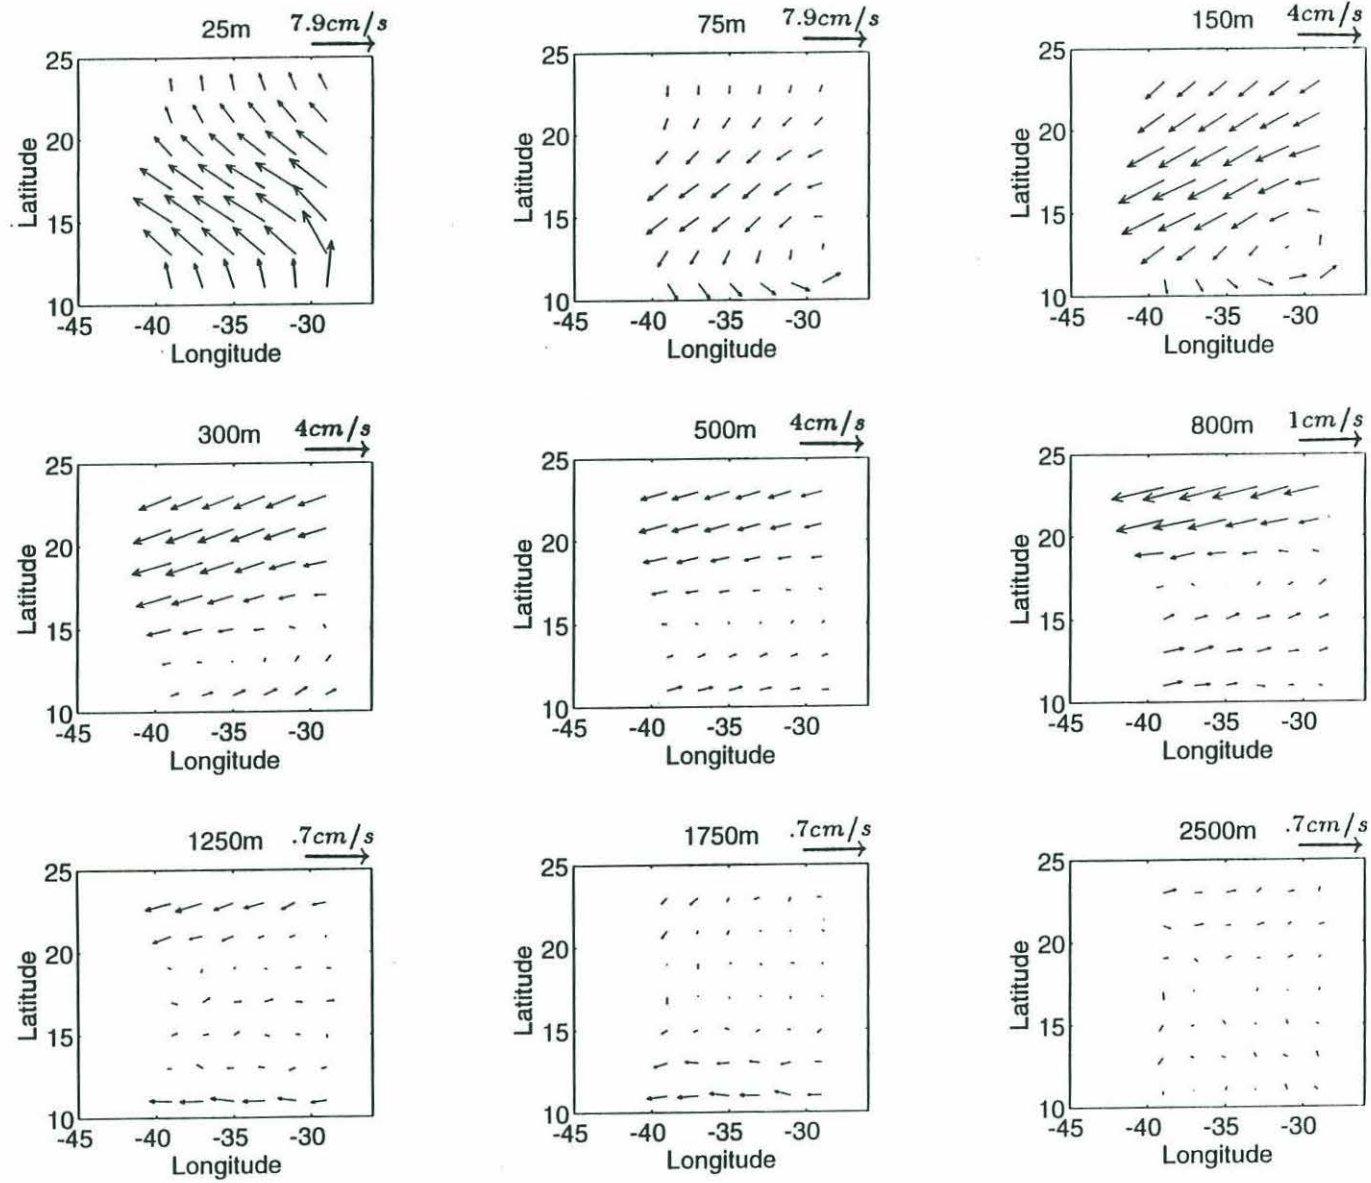 25m 7.9cm/s 75m 7.9cm/s 150m 4cm/s
25 25 25
20 20 20
15 15 15
10 10 10
Latitude Latitude Latitude
-45 -40 -35 -30 -45 -40 -35 -30 -45 -40 -35 -30
Longitude Longitude Longitude
300m 4cm/s 500m 4cm/s 800m 1cm/s
25 25 25
20 20 20
15 15 15
10 10 10
Latitude Latitude Latitude
-45 -40 -35 -30 -45 -40 -35 -30 -45 -40 -35 -30
Longitude Longitude Longitude
1250m .7cm/s 1750m .7cm/s 2500m .7cm/s
25 25 25
20 20 20
15 15 15
10 10 10
Latitude Latitude Latitude
-45 -40 -35 -30 -45 -40 -35 -30 -45 -40 -35 -30
Longitude Longitude Longitude